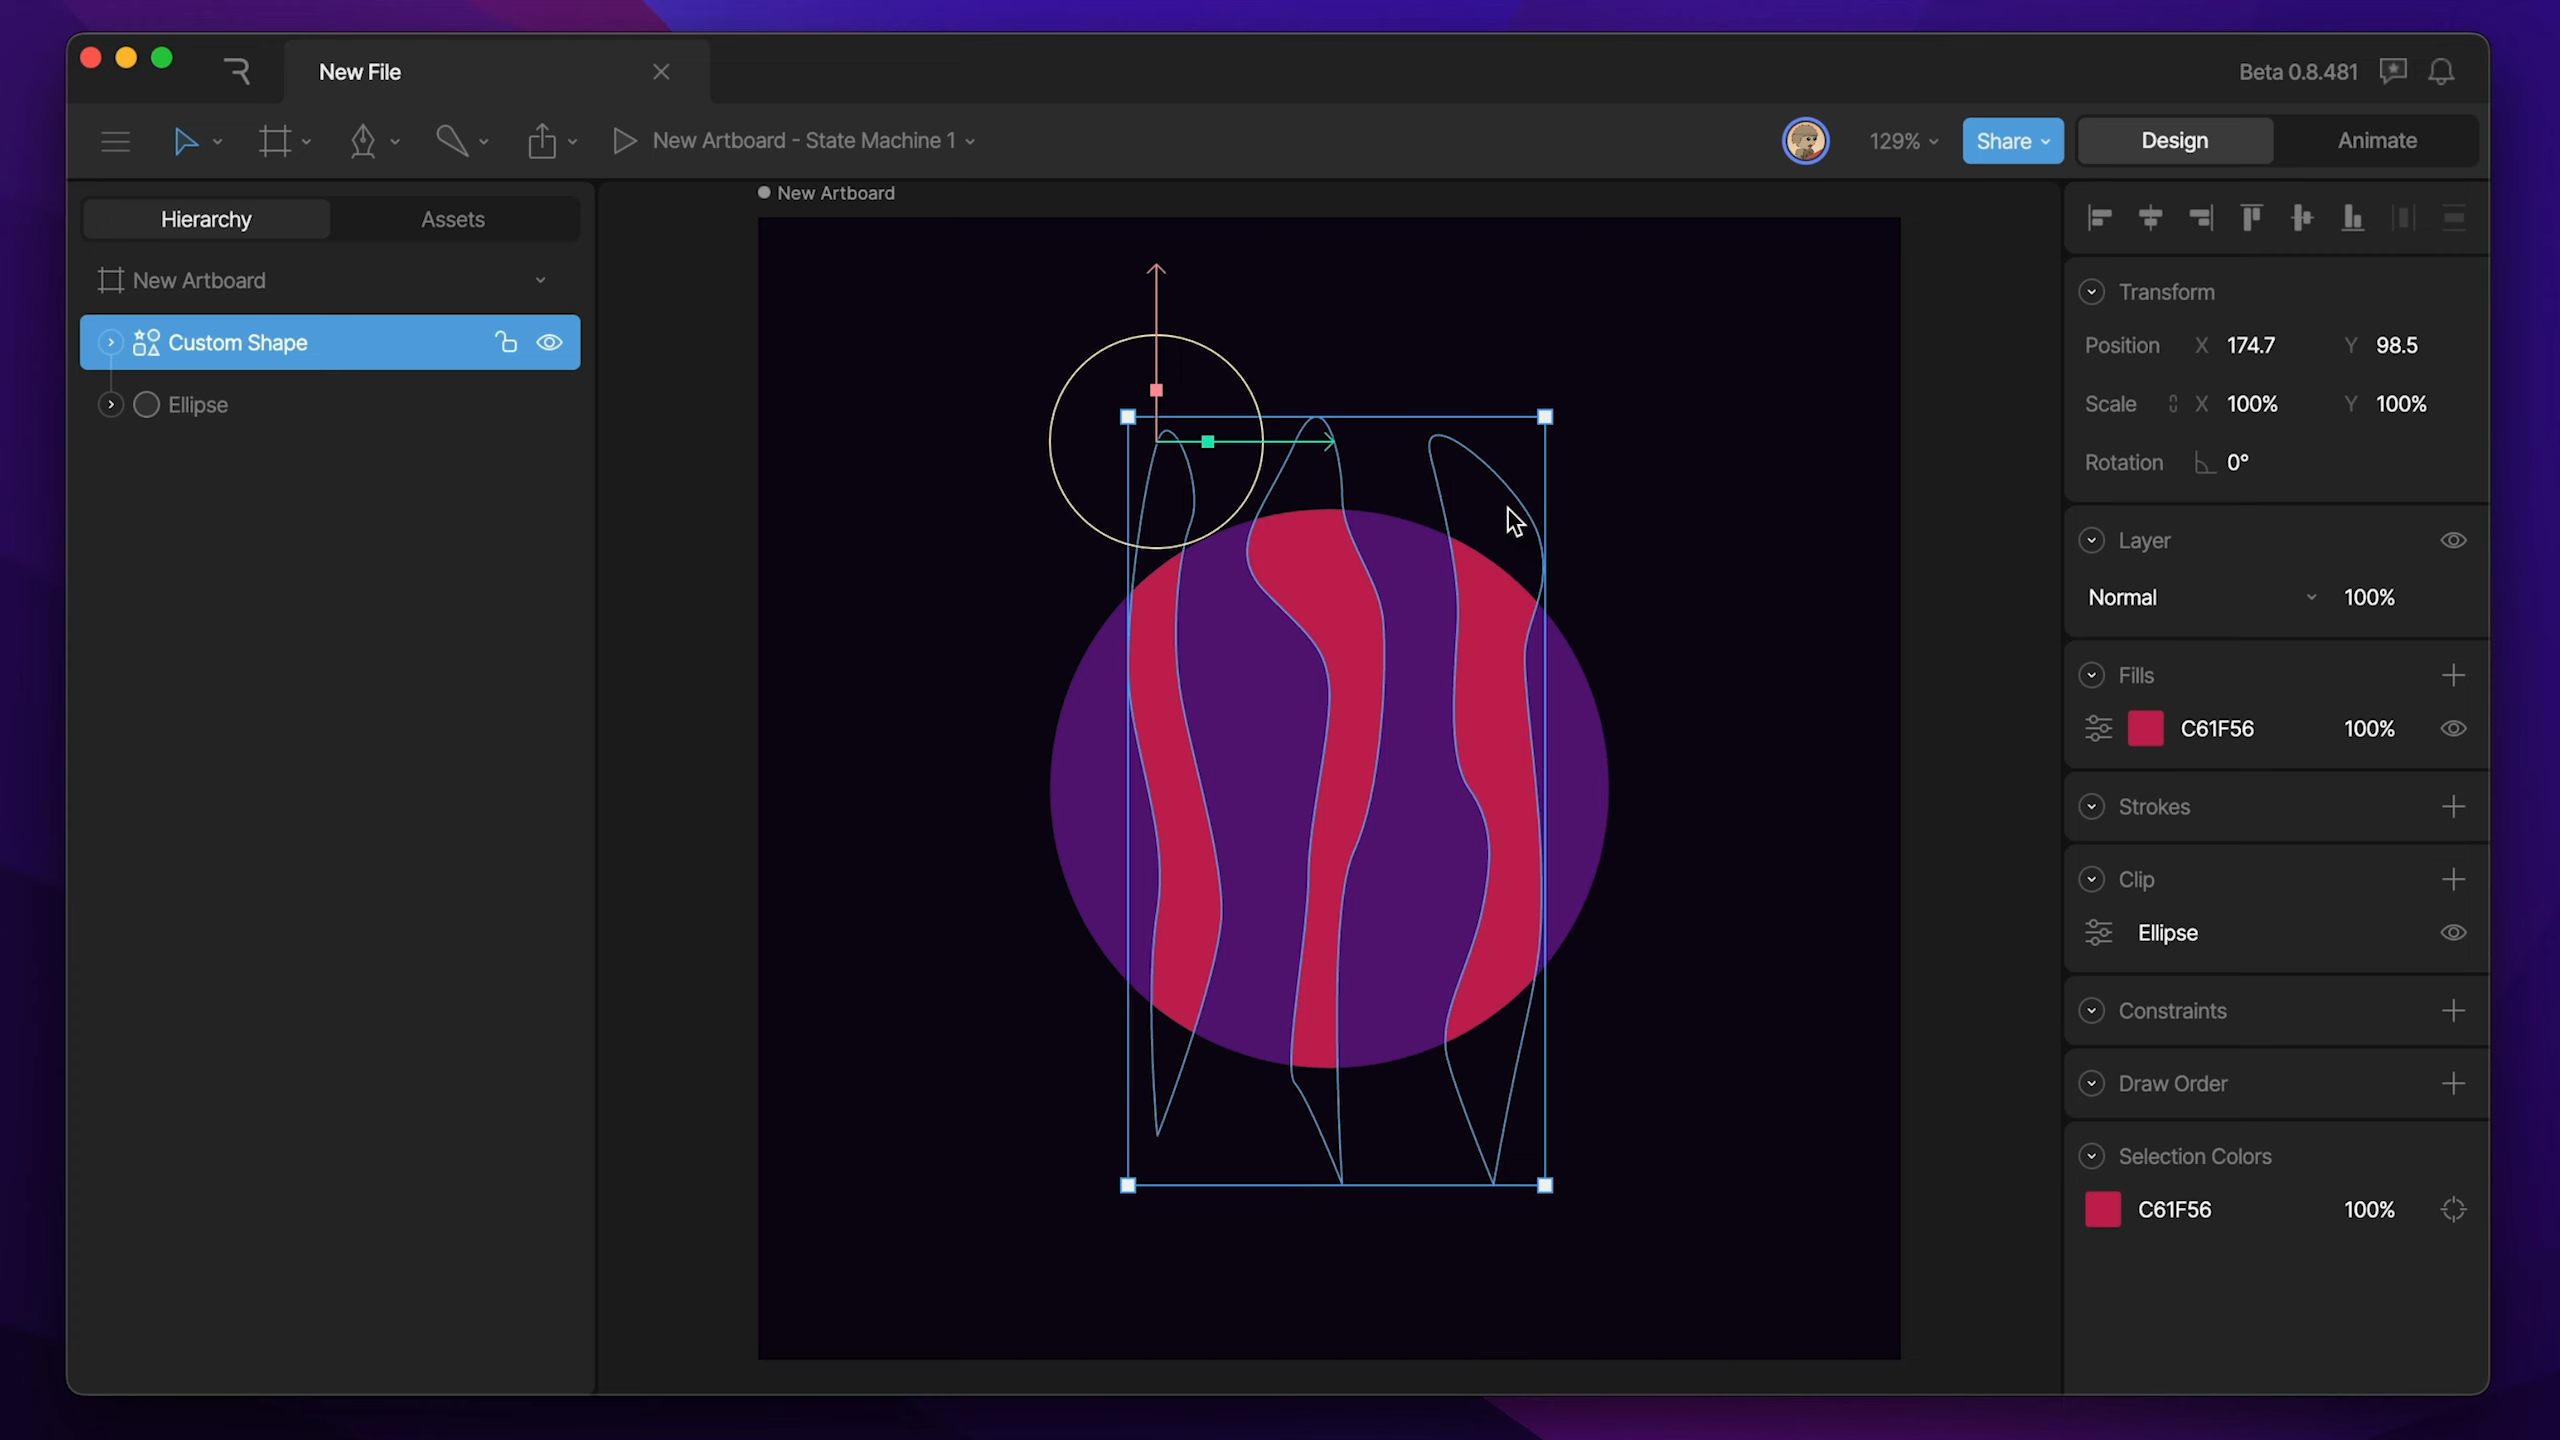 New File
Beta 0.8.481
New Artboard - State Machine 1
129%
Share
Design
Animate
Hierarchy
Assets
New Artboard
Custom Shape
Ellipse
New Artboard
Transform
Position X 174.7 Y 98.5
Scale X 100% Y 100%
Rotation 0°
Layer
Normal 100%
Fills
C61F56 100%
Strokes
Clip
Ellipse
Constraints
Draw Order
Selection Colors
C61F56 100%